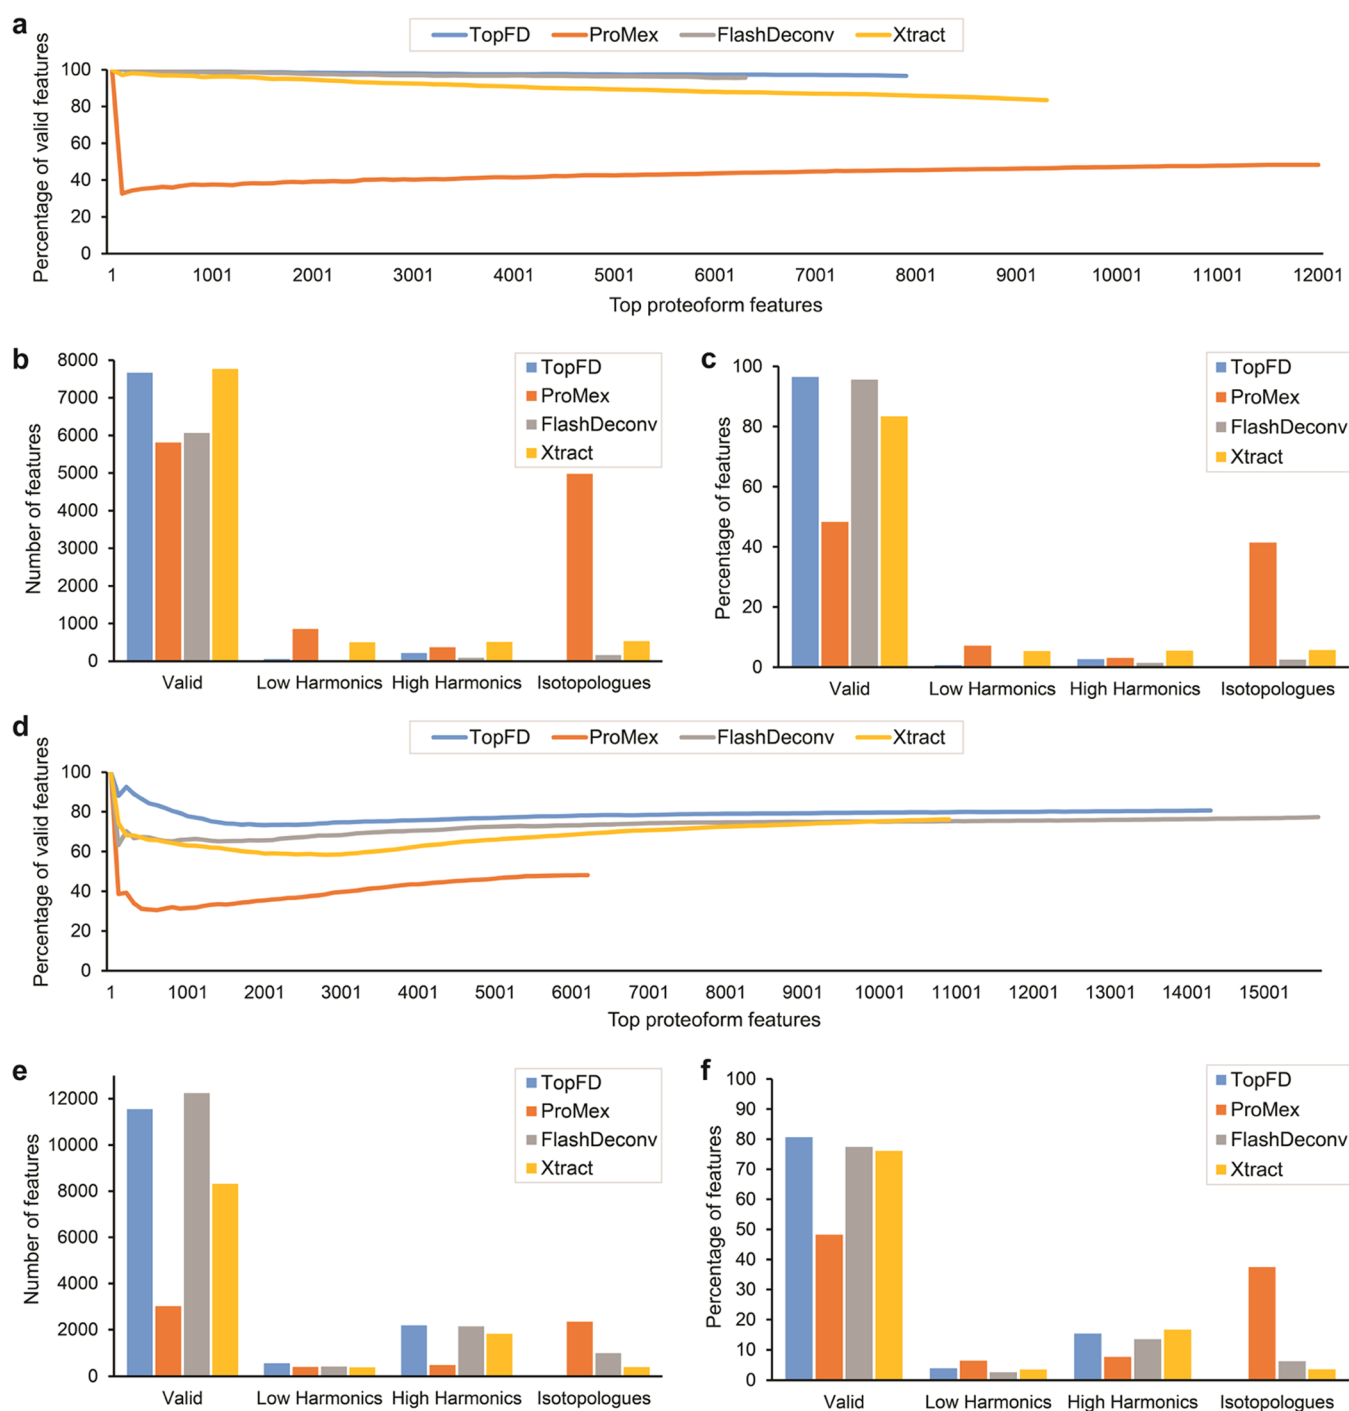 a
TopFD ProMex FlashDeconv Xtract
Percentage of valid features
100
80
60
40
20
0
1 1001 2001 3001 4001 5001 6001 7001 8001 9001 10001 11001 12001
Top proteoform features
b
Number of features
8000
7000
6000
5000
4000
3000
2000
1000
0
TopFD
ProMex
FlashDeconv
Xtract
Valid Low Harmonics High Harmonics Isotopologues
c
Percentage of features
100
80
60
40
20
0
TopFD
ProMex
FlashDeconv
Xtract
Valid Low Harmonics High Harmonics Isotopologues
d
TopFD ProMex FlashDeconv Xtract
Percentage of valid features
100
80
60
40
20
0
1 1001 2001 3001 4001 5001 6001 7001 8001 9001 10001 11001 12001 13001 14001 15001
Top proteoform features
e
Number of features
12000
10000
8000
6000
4000
2000
0
TopFD
ProMex
FlashDeconv
Xtract
Valid Low Harmonics High Harmonics Isotopologues
f
Percentage of features
100
90
80
70
60
50
40
30
20
10
0
TopFD
ProMex
FlashDeconv
Xtract
Valid Low Harmonics High Harmonics Isotopologues